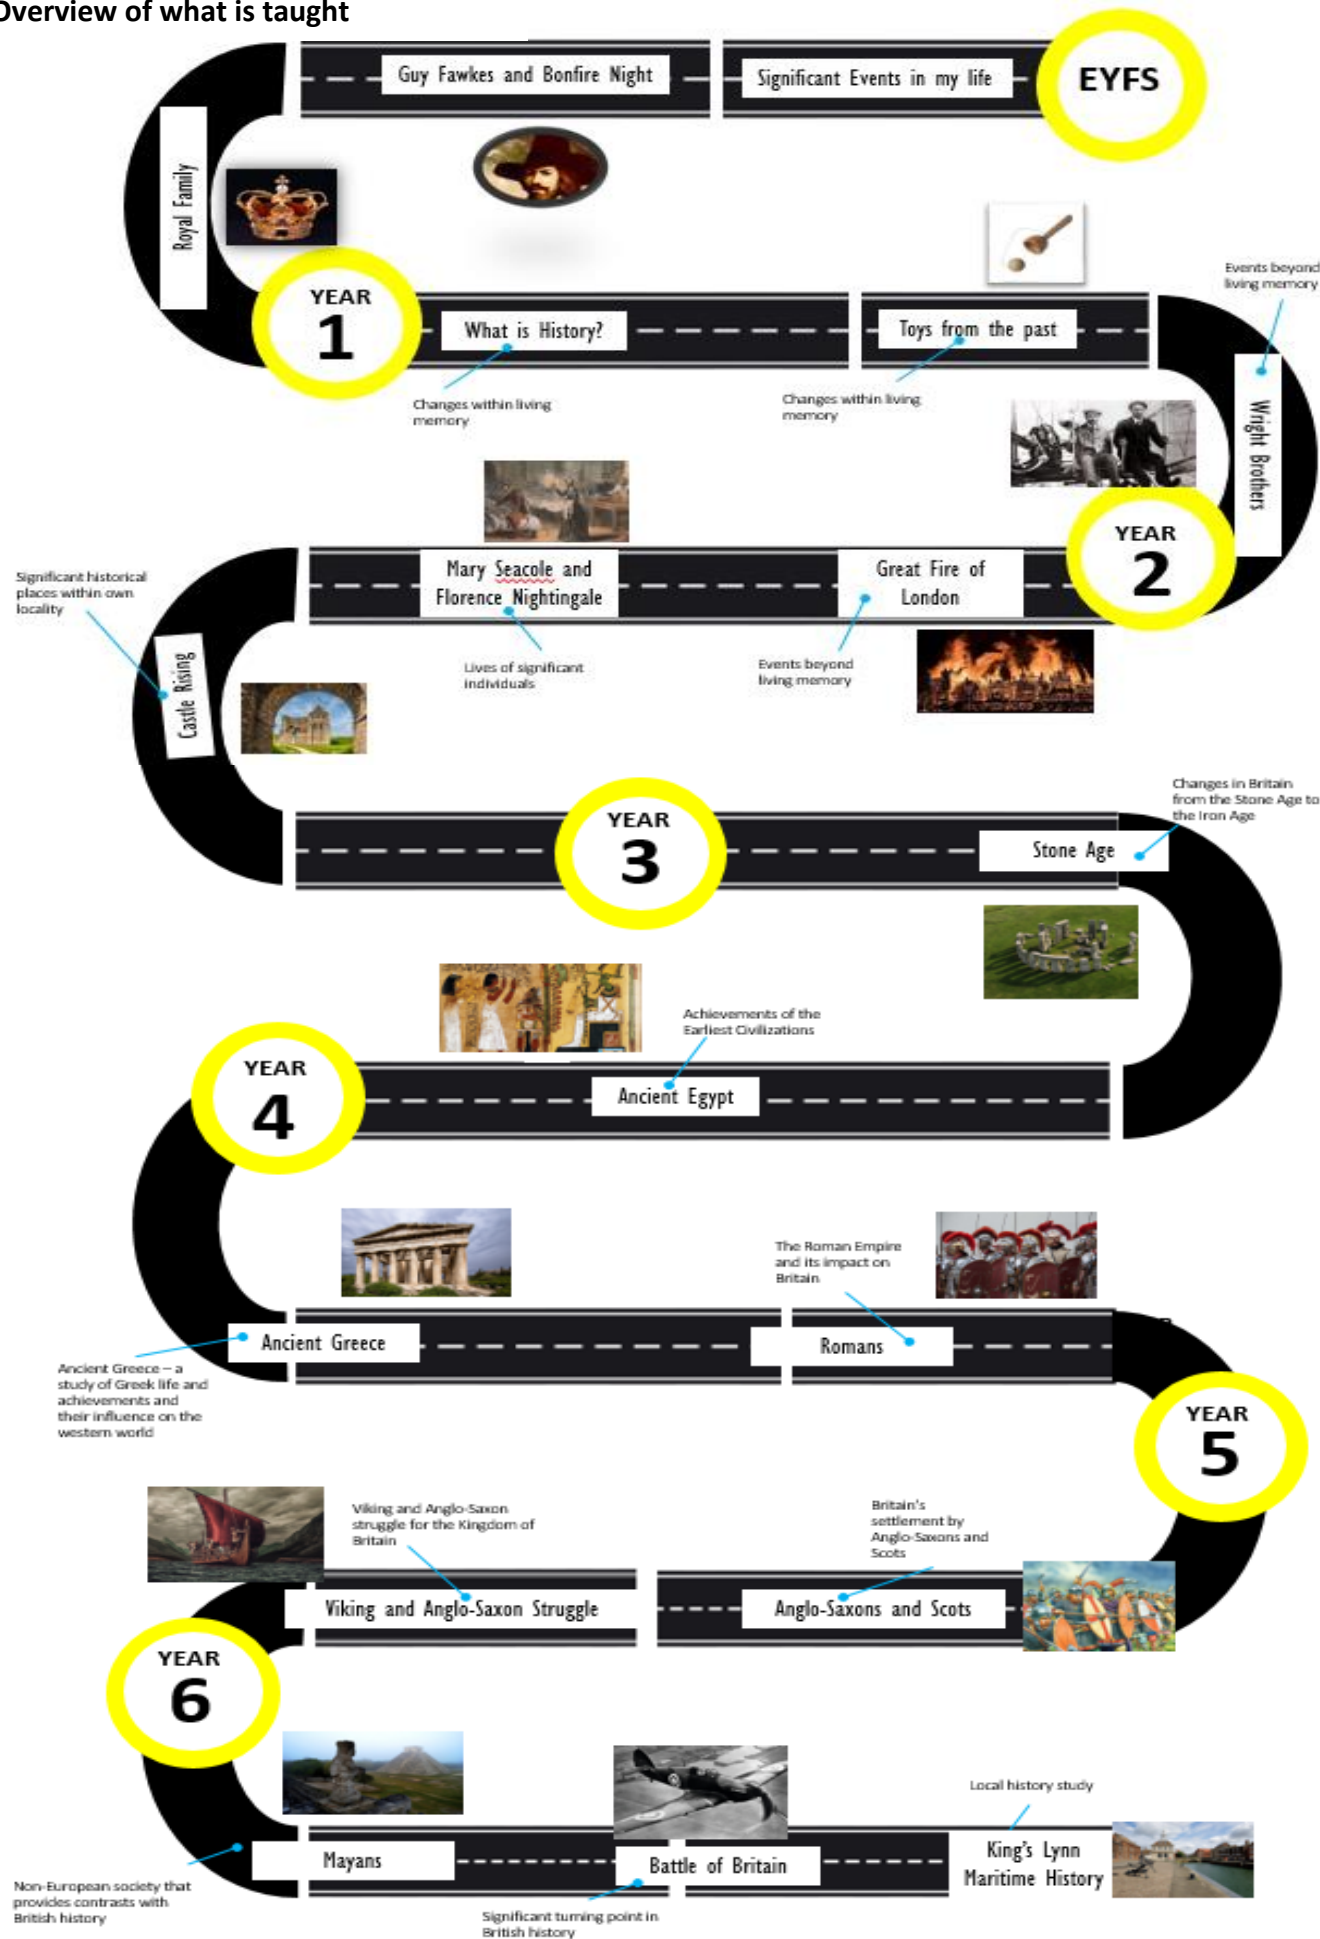 Overview of what is taught
EYFS
Significant Events in my life
Guy Fawkes and Bonfire Night
Royal Family
YEAR
1
What is History?
Changes within living
memory
Toys from the past
Changes within living
memory
Events beyond
living memory
Wright Brothers
YEAR
2
Great Fire of
London
Events beyond
living memory
Mary Seacole and
Florence Nightingale
Lives of significant
individuals
Significant historical
places within own
locality
Castle Rising
YEAR
3
Stone Age
Changes in Britain
from the Stone Age to
the Iron Age
Achievements of the
Earliest Civilizations
Ancient Egypt
YEAR
4
Ancient Greece
Ancient Greece – a
study of Greek life and
achievements and
their influence on the
western world
The Roman Empire
and its impact on
Britain
Romans
YEAR
5
Britain's
settlement by
Anglo-Saxons and
Scots
Anglo-Saxons and Scots
Viking and Anglo-Saxon
struggle for the Kingdom of
Britain
Viking and Anglo-Saxon Struggle
YEAR
6
Mayans
Non-European society that
provides contrasts with
British history
Battle of Britain
Significant turning point in
British history
Local history study
King's Lynn
Maritime History